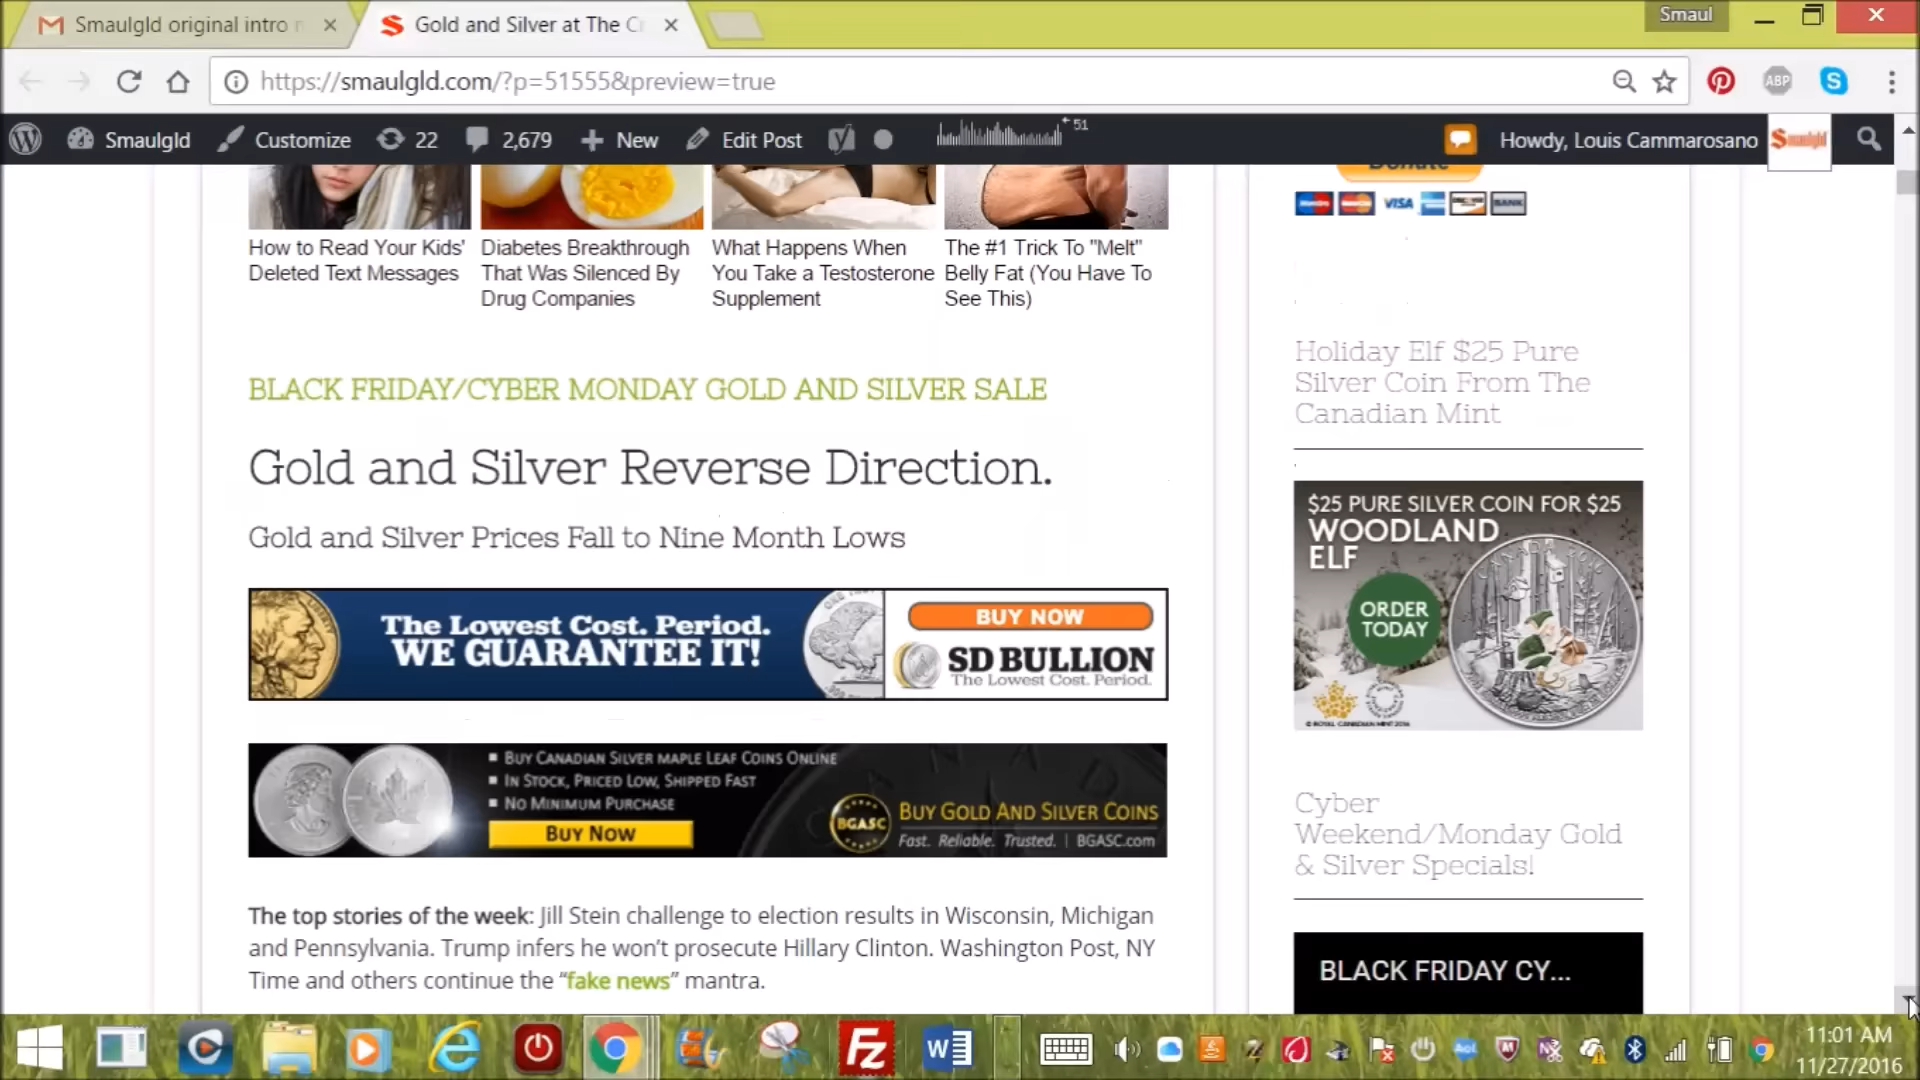 Smaulgld original intro
Gold and Silver at The
Smaul
https://smaulgld.com/?p=51555&preview=true
ABP
Smaulgld
Customize
22
2,679
New
Edit Post
51
Howdy, Louis Cammarosano
Smaulgld
Donate
VISA
BANK
How to Read Your Kids'
Deleted Text Messages
Diabetes Breakthrough
That Was Silenced By
Drug Companies
What Happens When
You Take a Testosterone
Supplement
The #1 Trick To "Melt"
Belly Fat (You Have To
See This)
BLACK FRIDAY/CYBER MONDAY GOLD AND SILVER SALE
Gold and Silver Reverse Direction.
Gold and Silver Prices Fall to Nine Month Lows
The Lowest Cost. Period.
WE GUARANTEE IT!
BUY NOW
SD BULLION
The Lowest Cost. Period.
BUY CANADIAN SILVER MAPLE LEAF COINS ONLINE
IN STOCK, PRICED LOW, SHIPPED FAST
NO MINIMUM PURCHASE
BUY NOW
BGASC
BUY GOLD AND SILVER COINS
Fast. Reliable. Trusted. | BGASC.com
The top stories of the week: Jill Stein challenge to election results in Wisconsin, Michigan
and Pennsylvania. Trump infers he won't prosecute Hillary Clinton. Washington Post, NY
Time and others continue the "fake news" mantra.
Holiday Elf $25 Pure
Silver Coin From The
Canadian Mint
$25 PURE SILVER COIN FOR $25
WOODLAND
ELF
ORDER
TODAY
© ROYAL CANADIAN MINT 2016
Cyber
Weekend/Monday Gold
& Silver Specials!
BLACK FRIDAY CY...
11:01 AM
11/27/2016